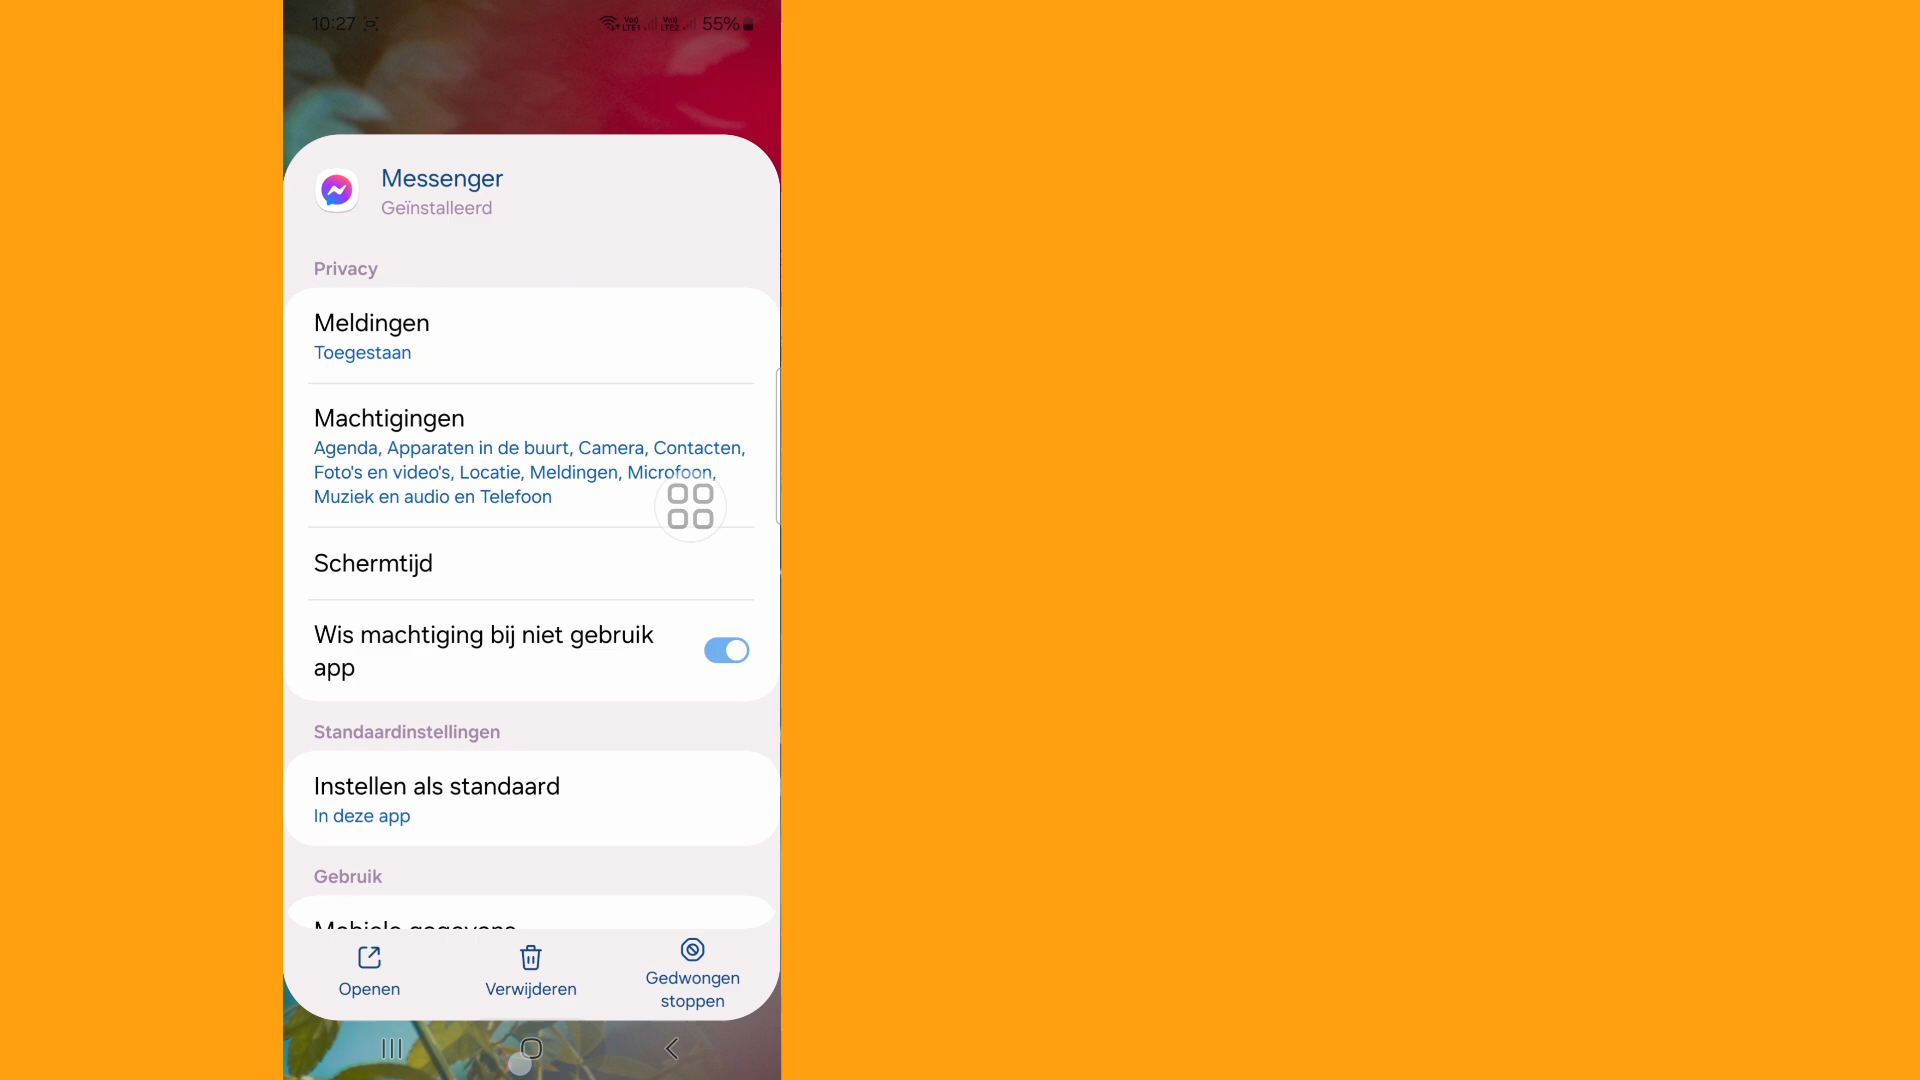 10:27
55%
Messenger
Geïnstalleerd
Privacy
Meldingen
Toegestaan
Machtigingen
Agenda, Apparaten in de buurt, Camera, Contacten,
Foto's en video's, Locatie, Meldingen, Microfoon,
Muziek en audio en Telefoon
Schermtijd
Wis machtiging bij niet gebruik
app
Standaardinstellingen
Instellen als standaard
In deze app
Gebruik
Mobiele gegevens
Openen
Verwijderen
Gedwongen
stoppen